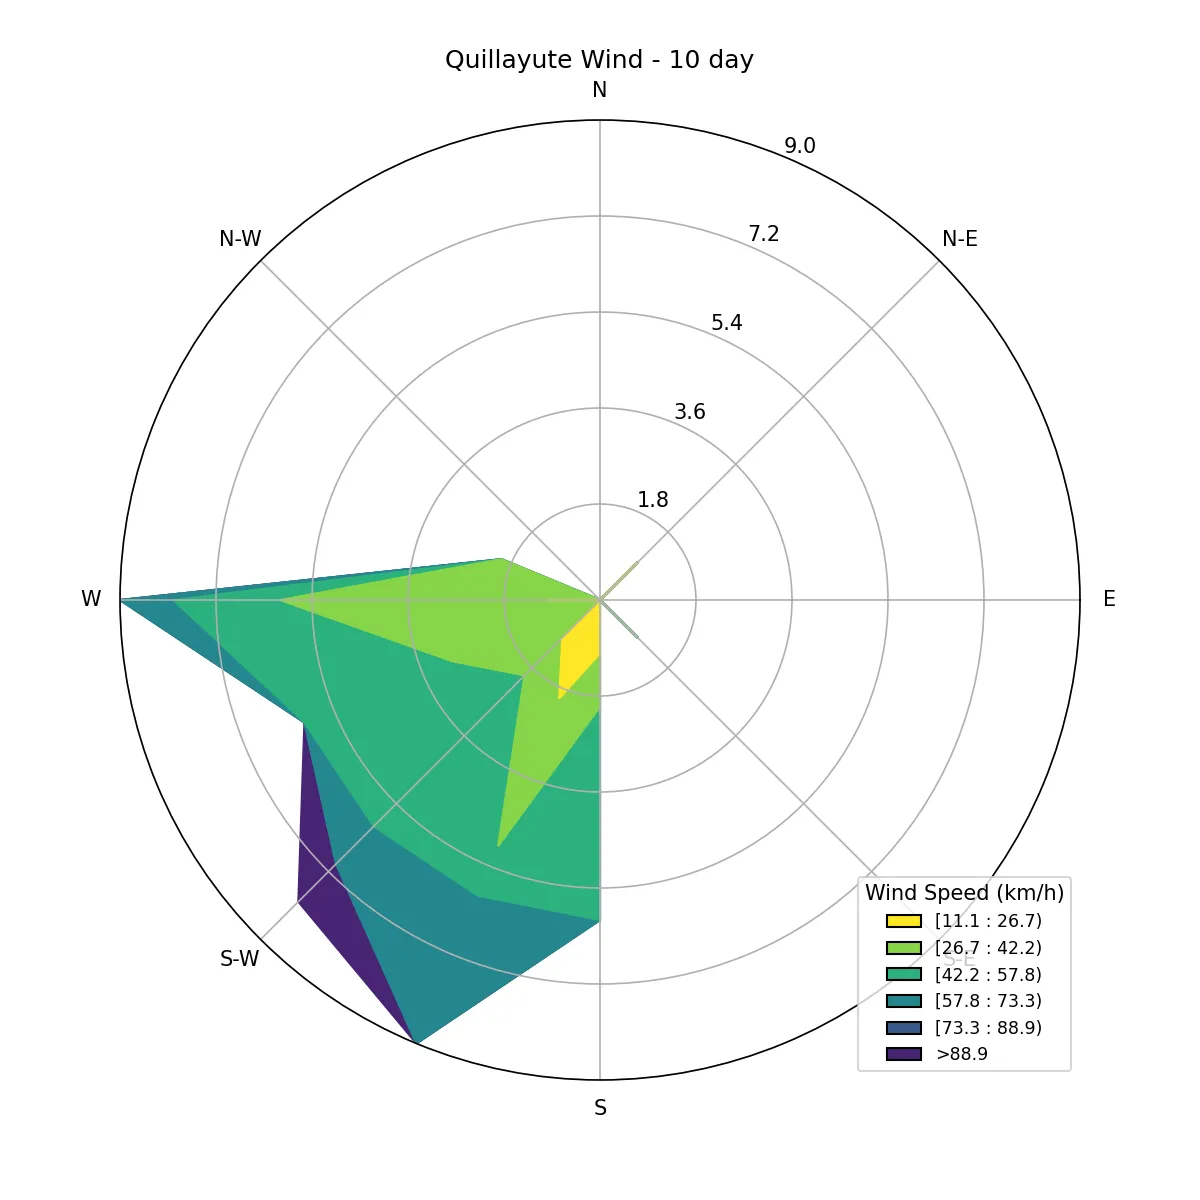 Quillayute Wind - 10 day
N
9.0
N-W
N-E
7.2
5.4
3.6
1.8
W
E
Wind Speed (km/h)
[11.1 : 26.7)
[26.7 : 42.2)
S-W
S-E
[42.2 : 57.8)
[57.8 : 73.3)
[73.3 : 88.9)
>88.9
S